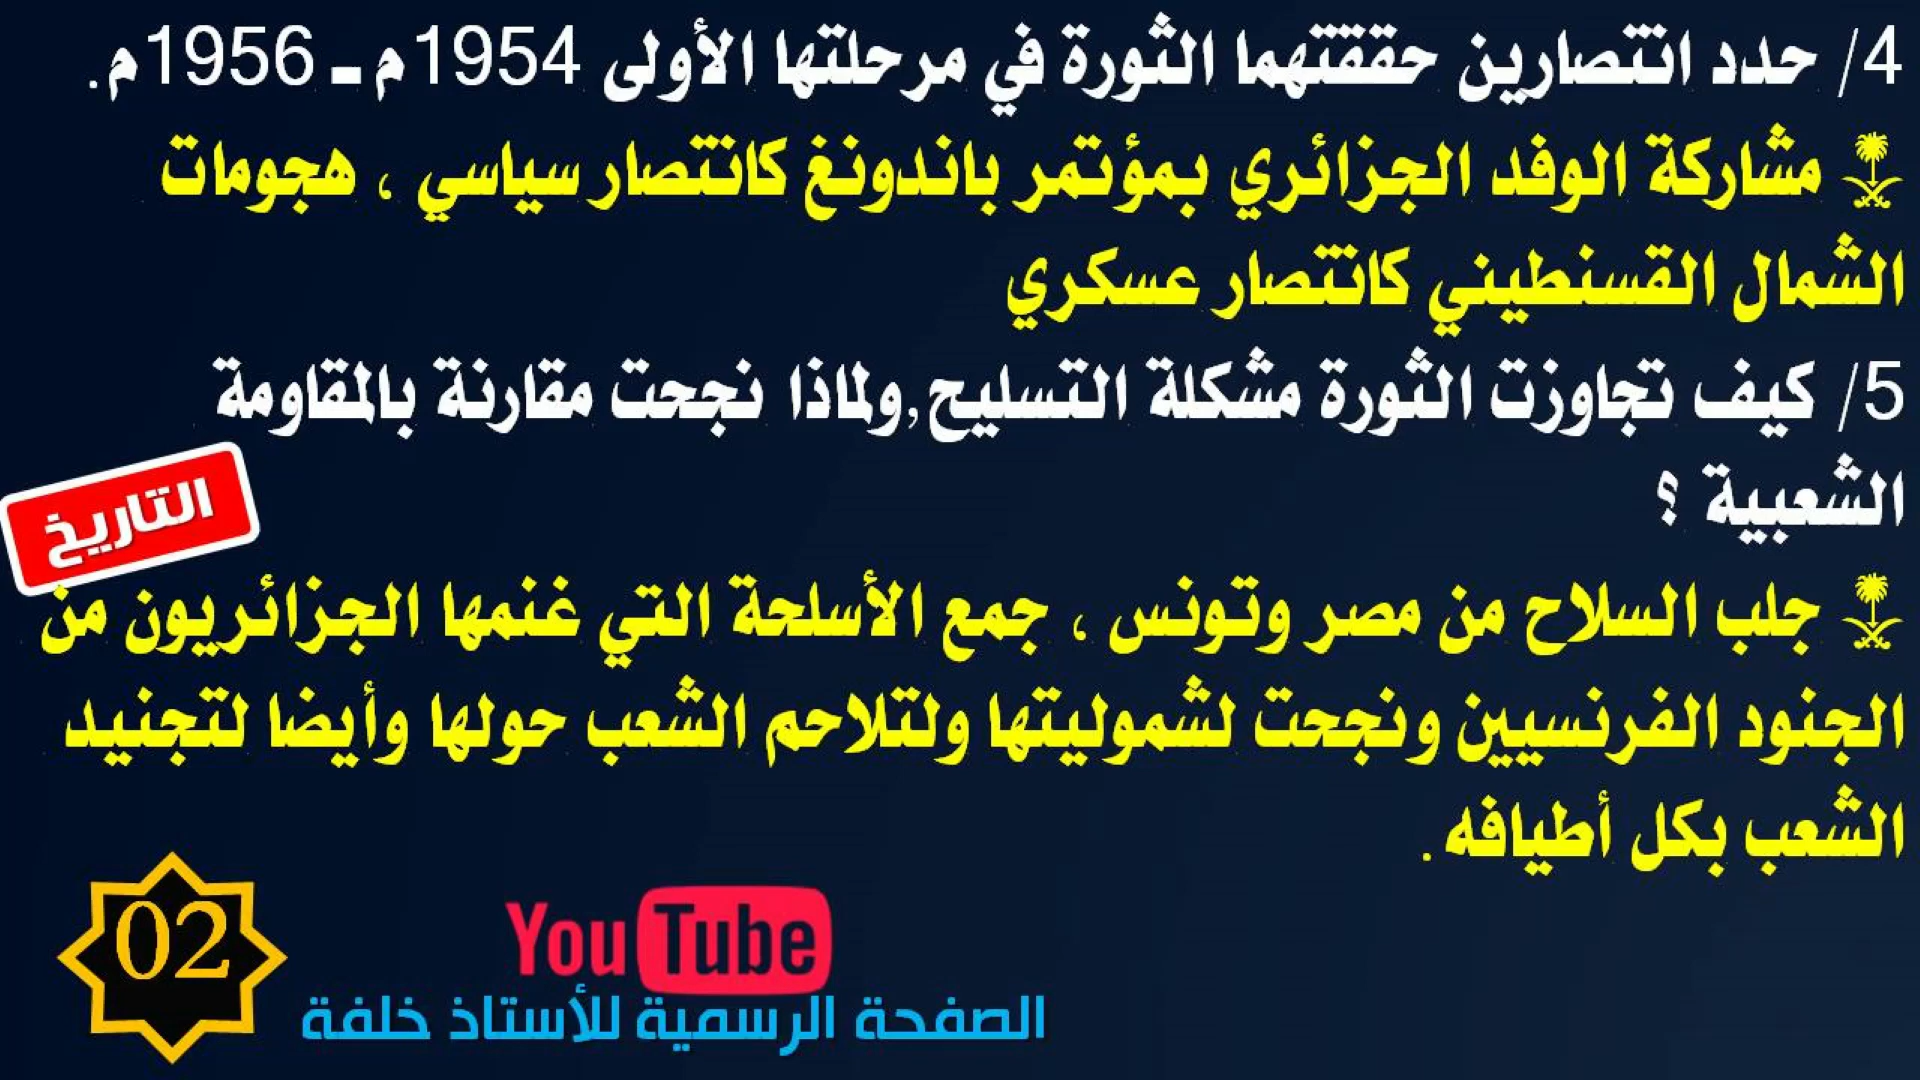 4/ حدد انتصارين حققتهما الثورة في مرحلتها الأولى 1954م ـ 1956م.
مشاركة الوفد الجزائري بمؤتمر باندونغ كانتصار سياسي ، هجومات
الشمال القسنطيني كانتصار عسكري
5/ كيف تجاوزت الثورة مشكلة التسليح,ولماذا نجحت مقارنة بالمقاومة
الشعبية ؟
التاريخ
جلب السلاح من مصر وتونس ، جمع الأسلحة التي غنمها الجزائريون من
الجنود الفرنسيين ونجحت لشموليتها ولتلاحم الشعب حولها وأيضا لتجنيد
الشعب بكل أطيافه.
02
YouTube
الصفحة الرسمية للأستاذ خلفة